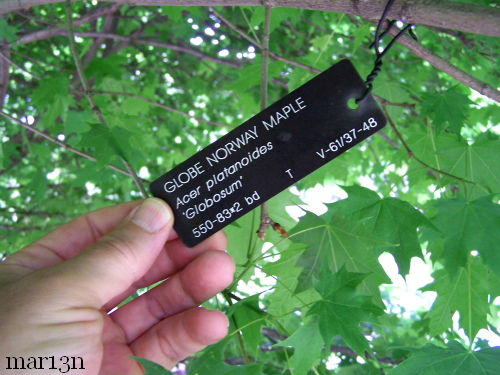 GLOBE NORWAY MAPLE
Acer platanoides
'Globosum'
550-83*2 bd T V-61/37-48
mar13n